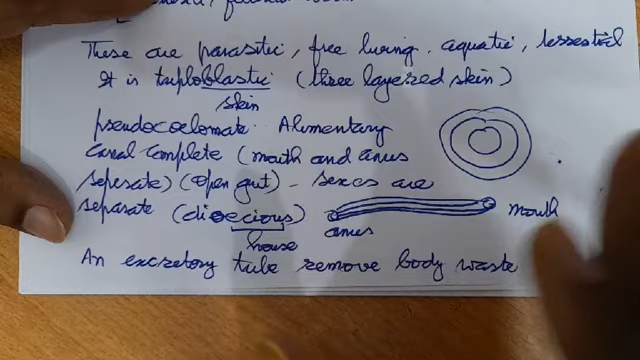 These are parasitic, free living, aquatic, terrestrial
It is triploblastic (three layered skin)
skin
pseudocoelomate. Alimentary
canal complete (mouth and anus
seperate) (open gut) - sexes are
separate (dioecious)
anus
mouth
house
An excretory tube remove body waste